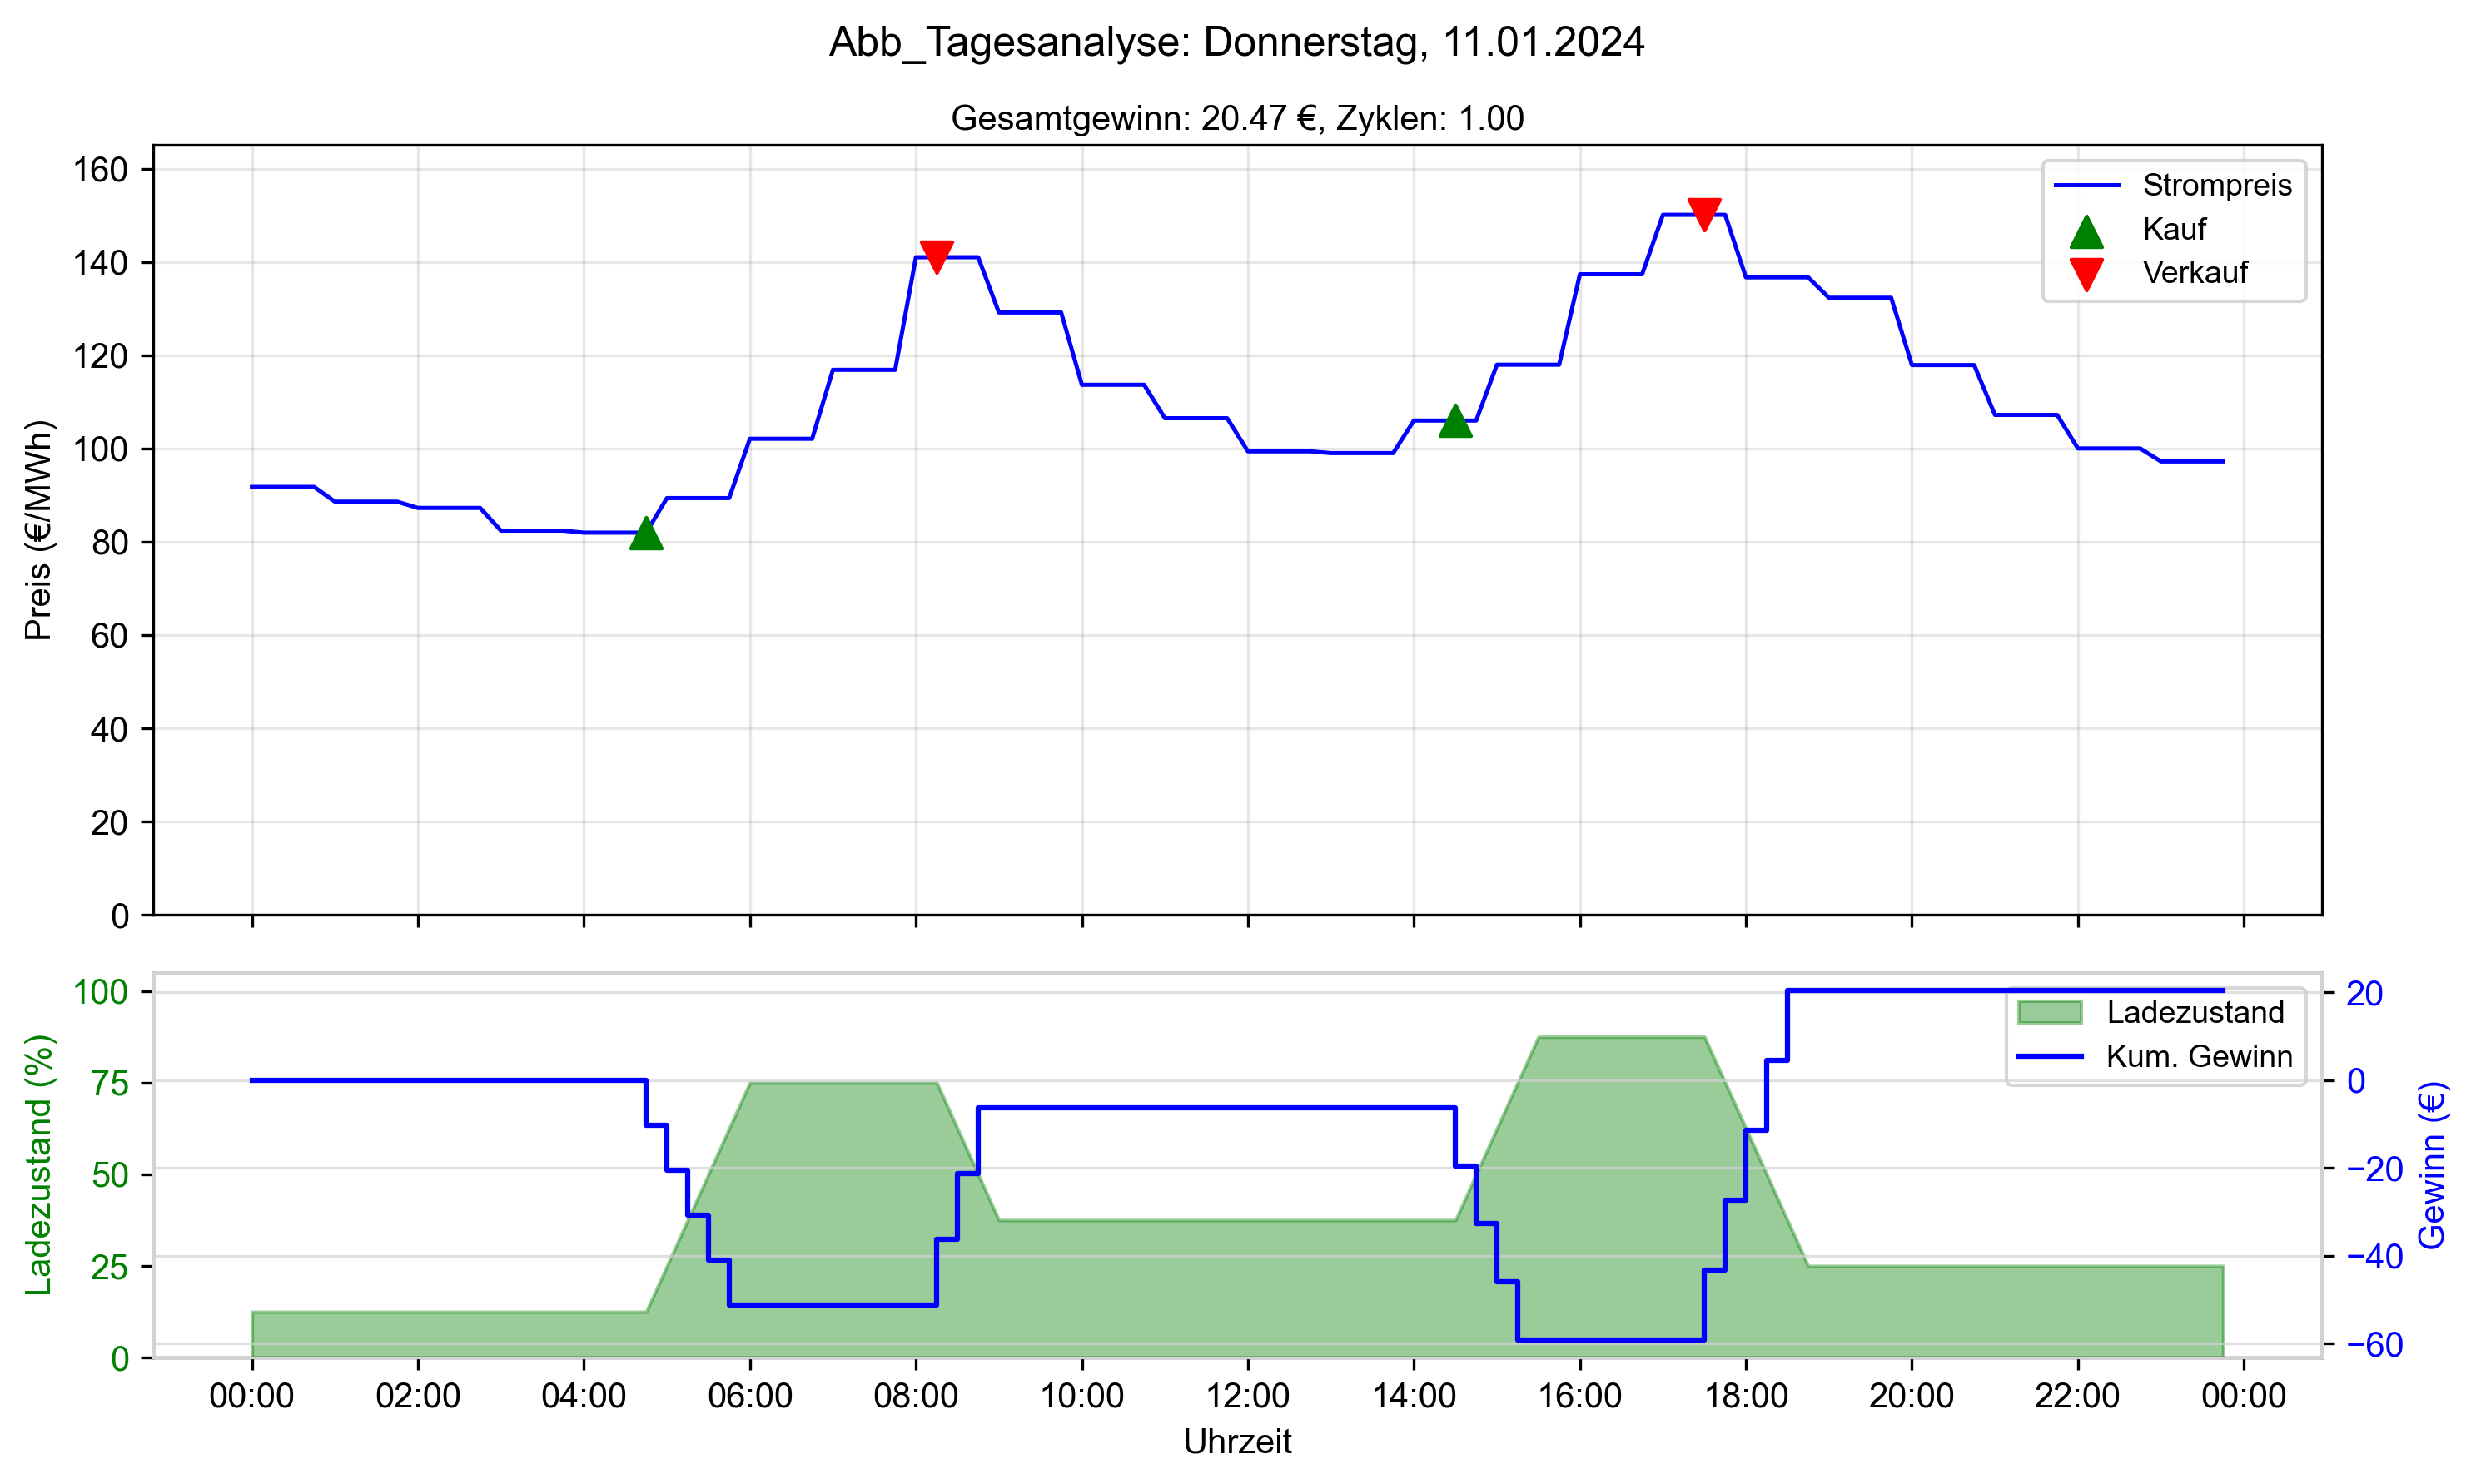 Abb_Tagesanalyse: Donnerstag, 11.01.2024
Gesamtgewinn: 20.47 €, Zyklen: 1.00
Preis (€/MWh)
160
140
120
100
80
60
40
20
0
Strompreis
Kauf
Verkauf
Ladezustand (%)
100
75
50
25
0
Ladezustand
Kum. Gewinn
20
0
−20
−40
−60
Gewinn (€)
00:00 02:00 04:00 06:00 08:00 10:00 12:00 14:00 16:00 18:00 20:00 22:00 00:00
Uhrzeit